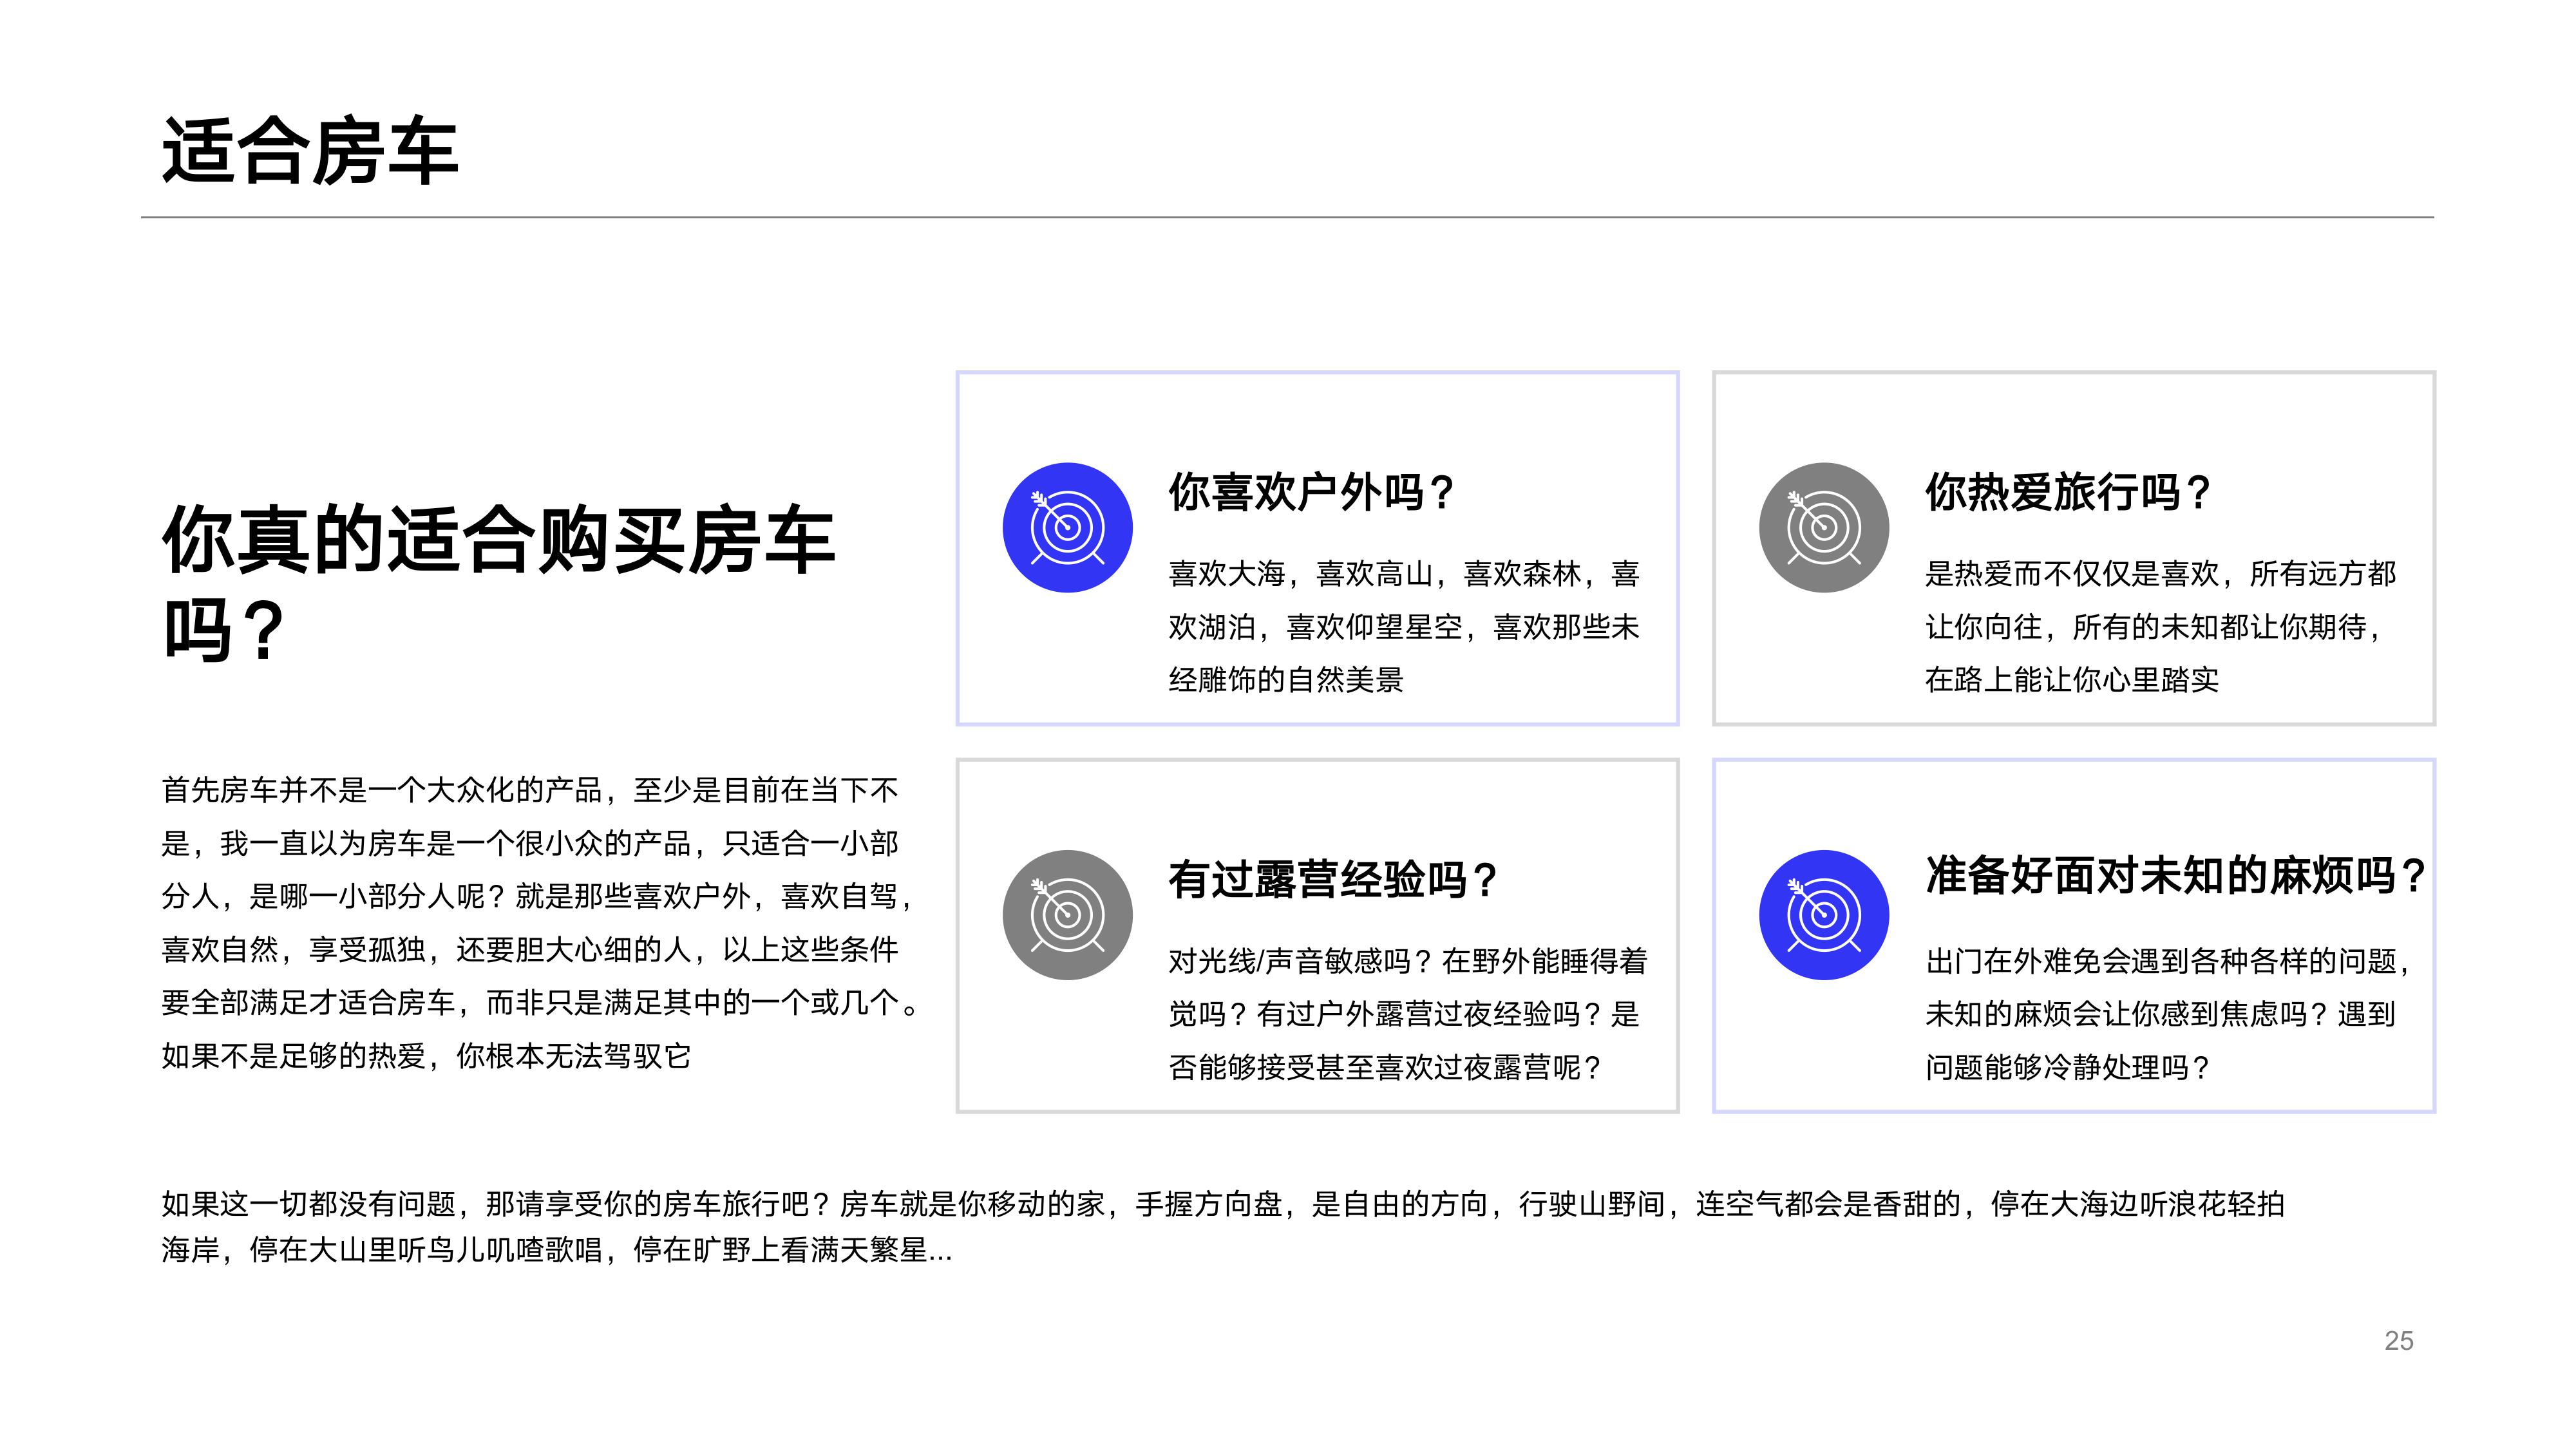 适合房车
你真的适合购买房车
吗？
首先房车并不是一个大众化的产品，至少是目前在当下不
是，我一直以为房车是一个很小众的产品，只适合一小部
分人，是哪一小部分人呢？就是那些喜欢户外，喜欢自驾，
喜欢自然，享受孤独，还要胆大心细的人，以上这些条件
要全部满足才适合房车，而非只是满足其中的一个或几个。
如果不是足够的热爱，你根本无法驾驭它
你喜欢户外吗？
喜欢大海，喜欢高山，喜欢森林，喜
欢湖泊，喜欢仰望星空，喜欢那些未
经雕饰的自然美景
你热爱旅行吗？
是热爱而不仅仅是喜欢，所有远方都
让你向往，所有的未知都让你期待，
在路上能让你心里踏实
有过露营经验吗？
对光线/声音敏感吗？在野外能睡得着
觉吗？有过户外露营过夜经验吗？是
否能够接受甚至喜欢过夜露营呢？
准备好面对未知的麻烦吗？
出门在外难免会遇到各种各样的问题，
未知的麻烦会让你感到焦虑吗？遇到
问题能够冷静处理吗？
如果这一切都没有问题，那请享受你的房车旅行吧？房车就是你移动的家，手握方向盘，是自由的方向，行驶山野间，连空气都会是香甜的，停在大海边听浪花轻拍
海岸，停在大山里听鸟儿叽喳歌唱，停在旷野上看满天繁星...
25